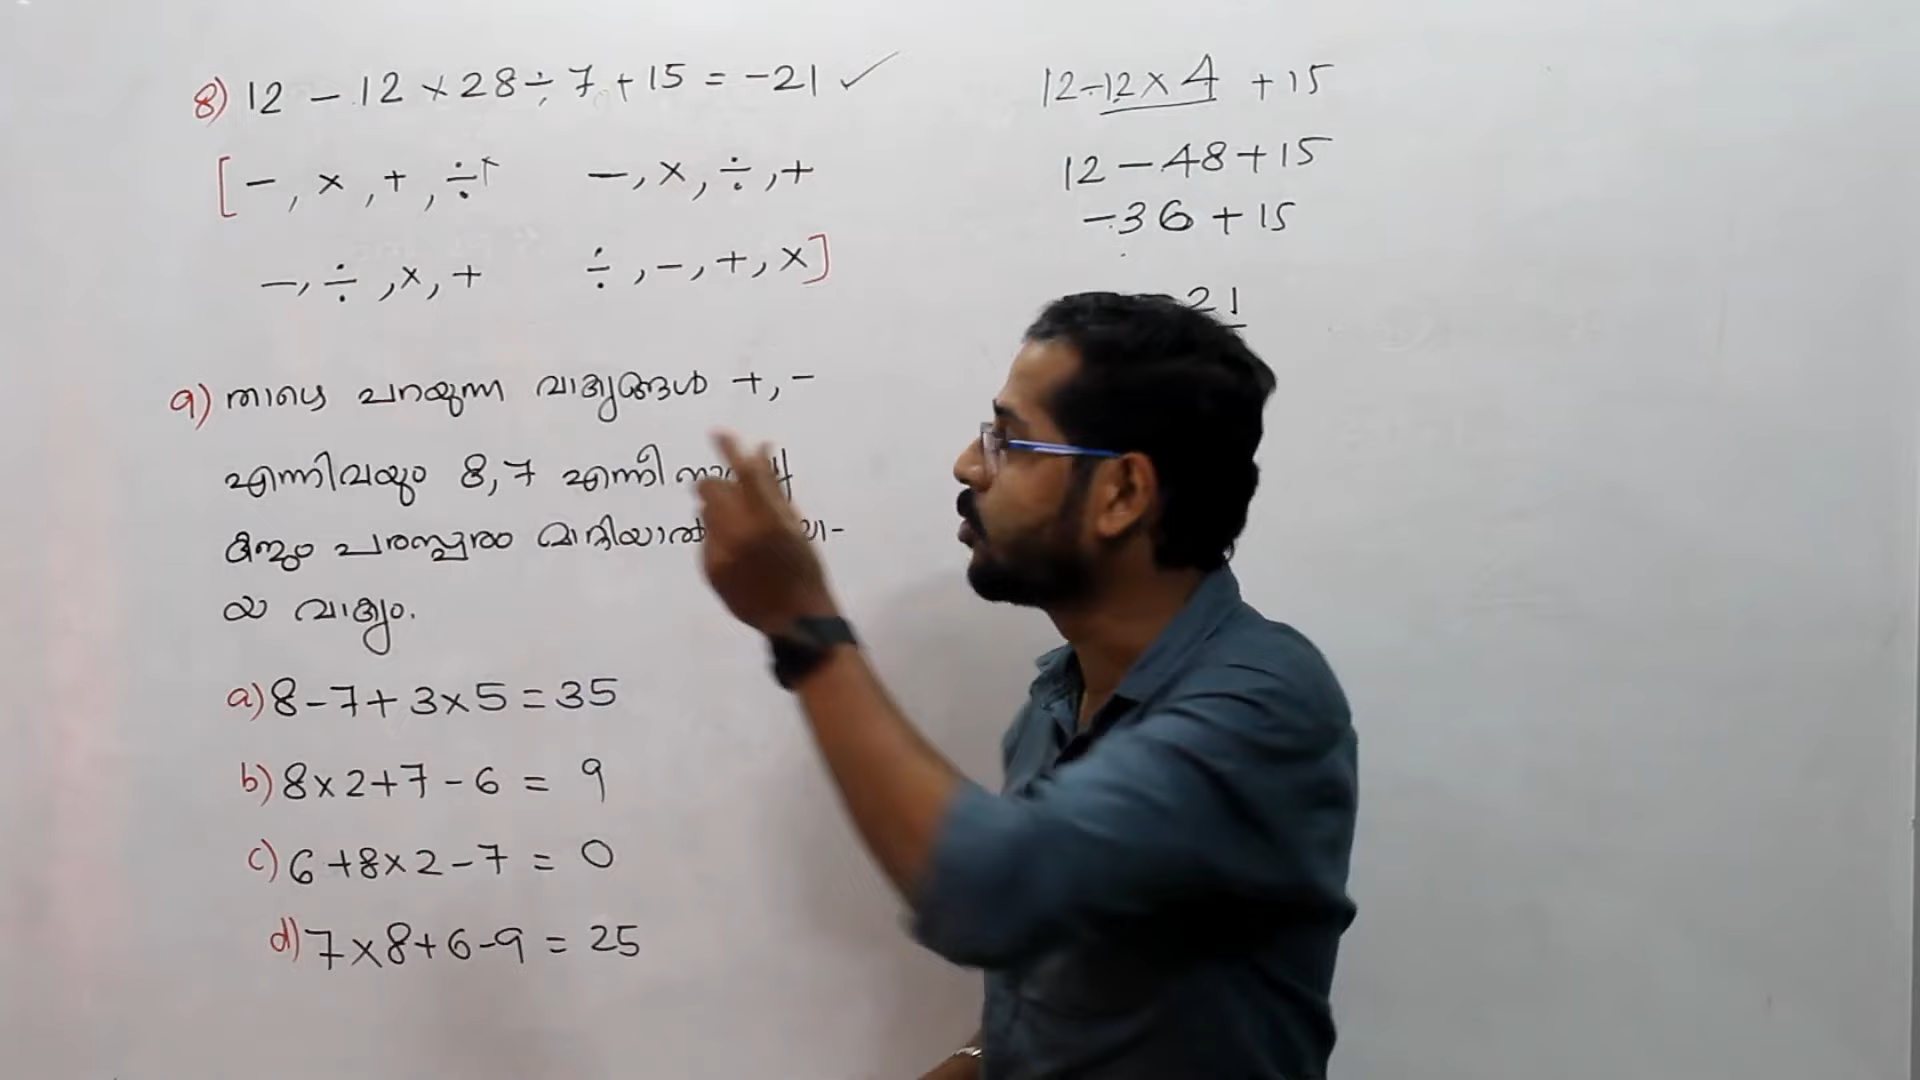 8) 12 - 12 × 28 ÷ 7 + 15 = -21 ✓
[ -, ×, +, ÷ -, ×, ÷, +
-, ÷, ×, + ÷, -, +, × ]
9) താഴെ പറയുന്ന വാക്യങ്ങൾ +, -
എന്നിവയും 8, 7 എന്നീ
കളും പരസ്പരം മാറ്റിയാൽ
യ വാക്യം.
a) 8 - 7 + 3 × 5 = 35
b) 8 × 2 + 7 - 6 = 9
c) 6 + 8 × 2 - 7 = 0
d) 7 × 8 + 6 - 9 = 25
12 - 12 × 4 + 15
12 - 48 + 15
-36 + 15
21